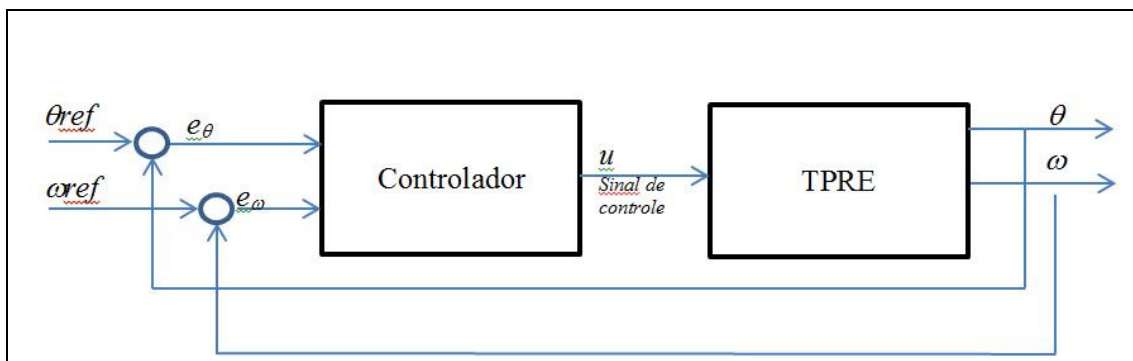 θref
eθ
ωref
eω
Controlador
u
Sinal de
controle
TPRE
θ
ω